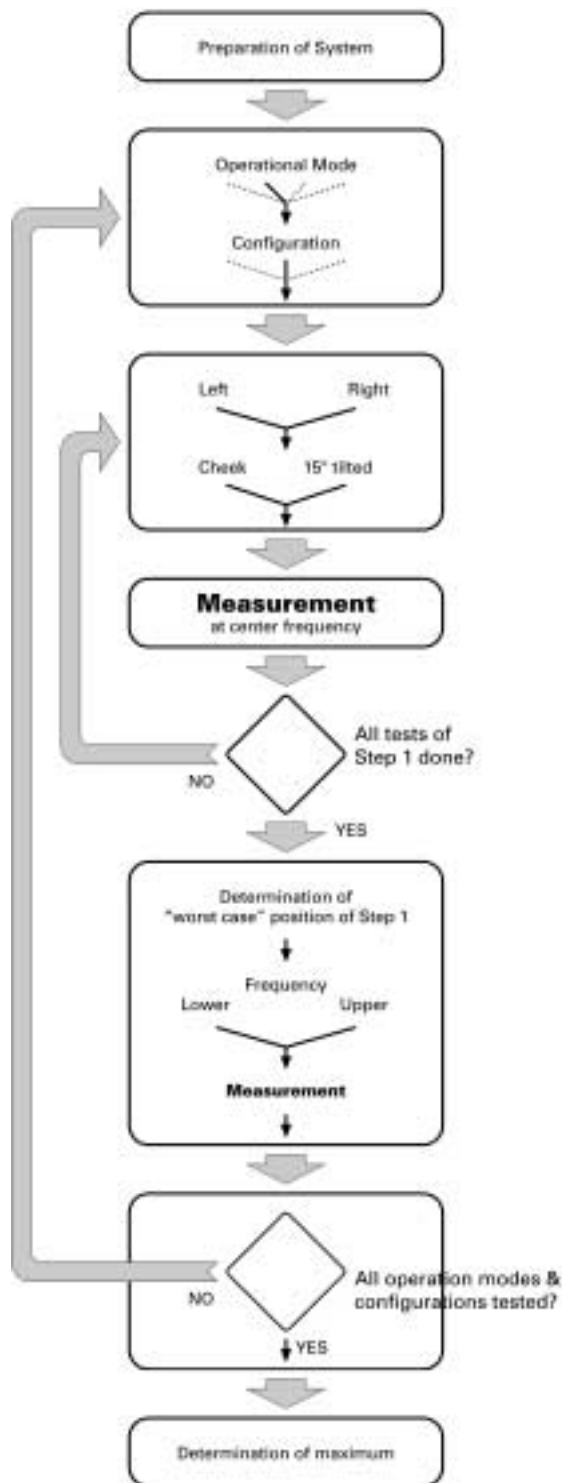 Preparation of System
Operational Mode
Configuration
Left Right
Cheek 15° tilted
Measurement
at center frequency
All tests of
Step 1 done?
NO
YES
Determination of
"worst case" position of Step 1
Frequency
Lower Upper
Measurement
All operation modes &
configurations tested?
NO
YES
Determination of maximum